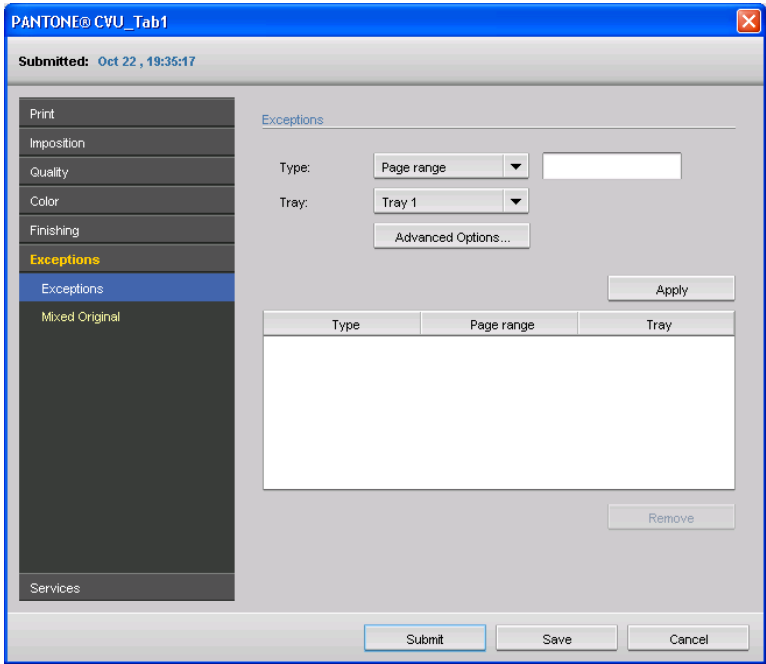 PANTONE® CVU_Tab1
Submitted: Oct 22 , 19:35:17
Print
Imposition
Quality
Color
Finishing
Exceptions
Exceptions
Mixed Original
Services
Exceptions
Type: Page range
Tray: Tray 1
Advanced Options...
Apply
Type Page range Tray
Remove
Submit Save Cancel